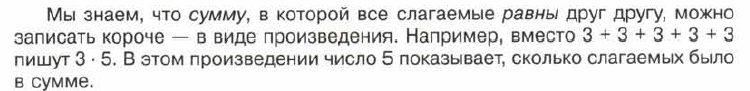 Мы знаем, что сумму, в которой все слагаемые равны друг другу, можно
записать короче — в виде произведения. Например, вместо 3 + 3 + 3 + 3 + 3
пишут 3 · 5. В этом произведении число 5 показывает, сколько слагаемых было
в сумме.